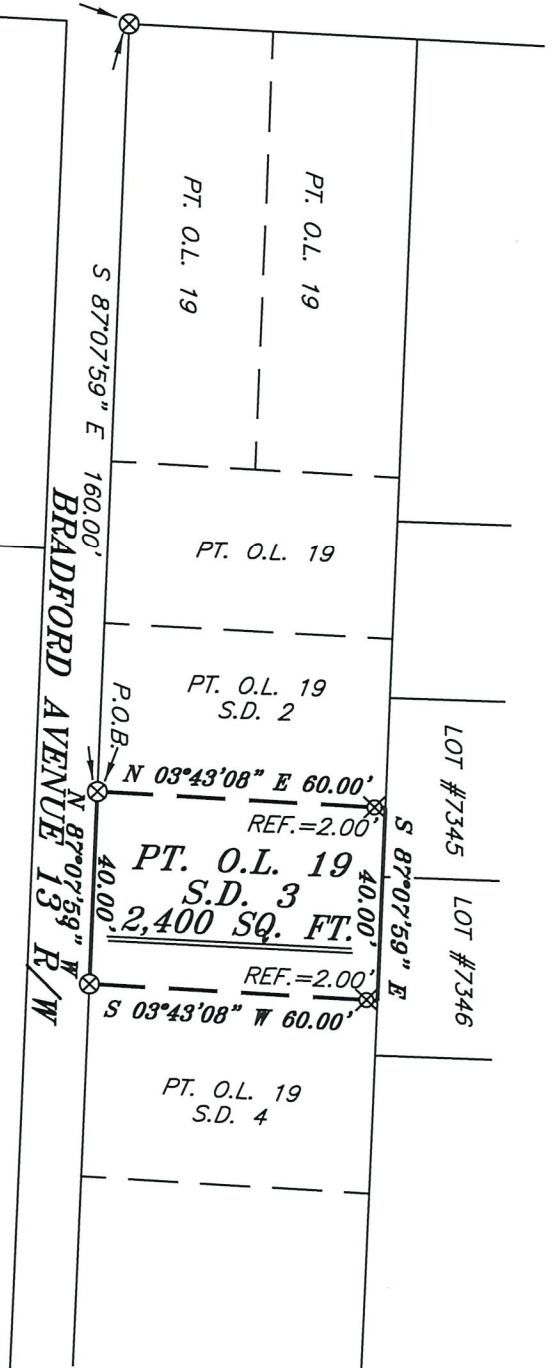 PT. O.L. 19
PT. O.L. 19
S 87°07'59" E 160.00'
BRADFORD AVENUE 13' R/W
PT. O.L. 19
PT. O.L. 19
S.D. 2
P.O.B.
N 03°43'08" E 60.00'
REF.=2.00'
LOT #7345
S 87°07'59" E
40.00'
PT. O.L. 19
S.D. 3
2,400 SQ. FT.
N 87°07'59" W
40.00'
LOT #7346
REF.=2.00'
S 03°43'08" W 60.00'
PT. O.L. 19
S.D. 4